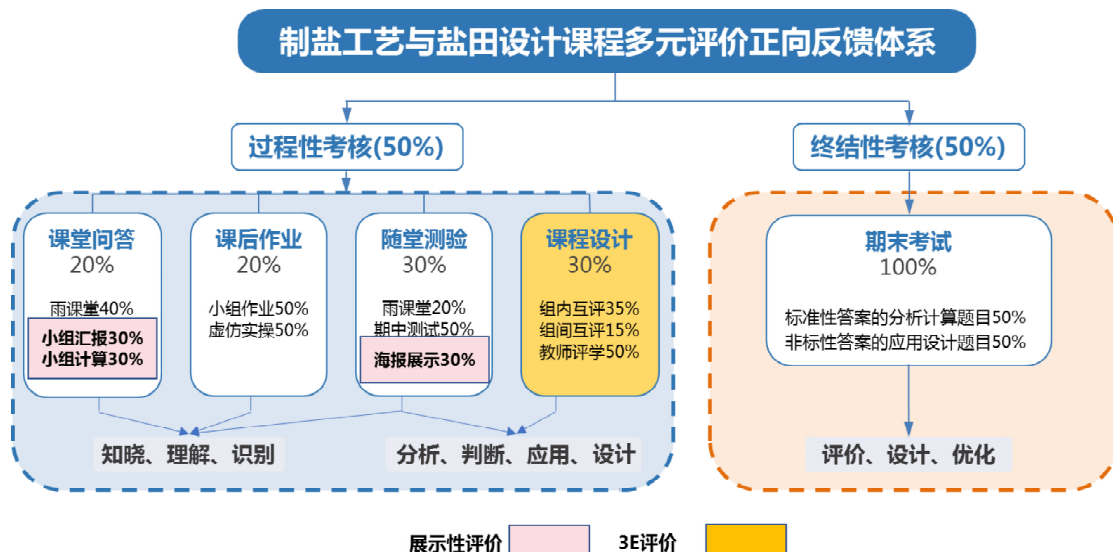 制盐工艺与盐田设计课程多元评价正向反馈体系
过程性考核(50%)
终结性考核(50%)
课堂问答
20%
雨课堂40%
小组汇报30%
小组计算30%
课后作业
20%
小组作业50%
虚仿实操50%
随堂测验
30%
雨课堂20%
期中测试50%
海报展示30%
课程设计
30%
组内互评35%
组间互评15%
教师评学50%
期末考试
100%
标准性答案的分析计算题目50%
非标性答案的应用设计题目50%
知晓、理解、识别
分析、判断、应用、设计
评价、设计、优化
展示性评价
3E评价